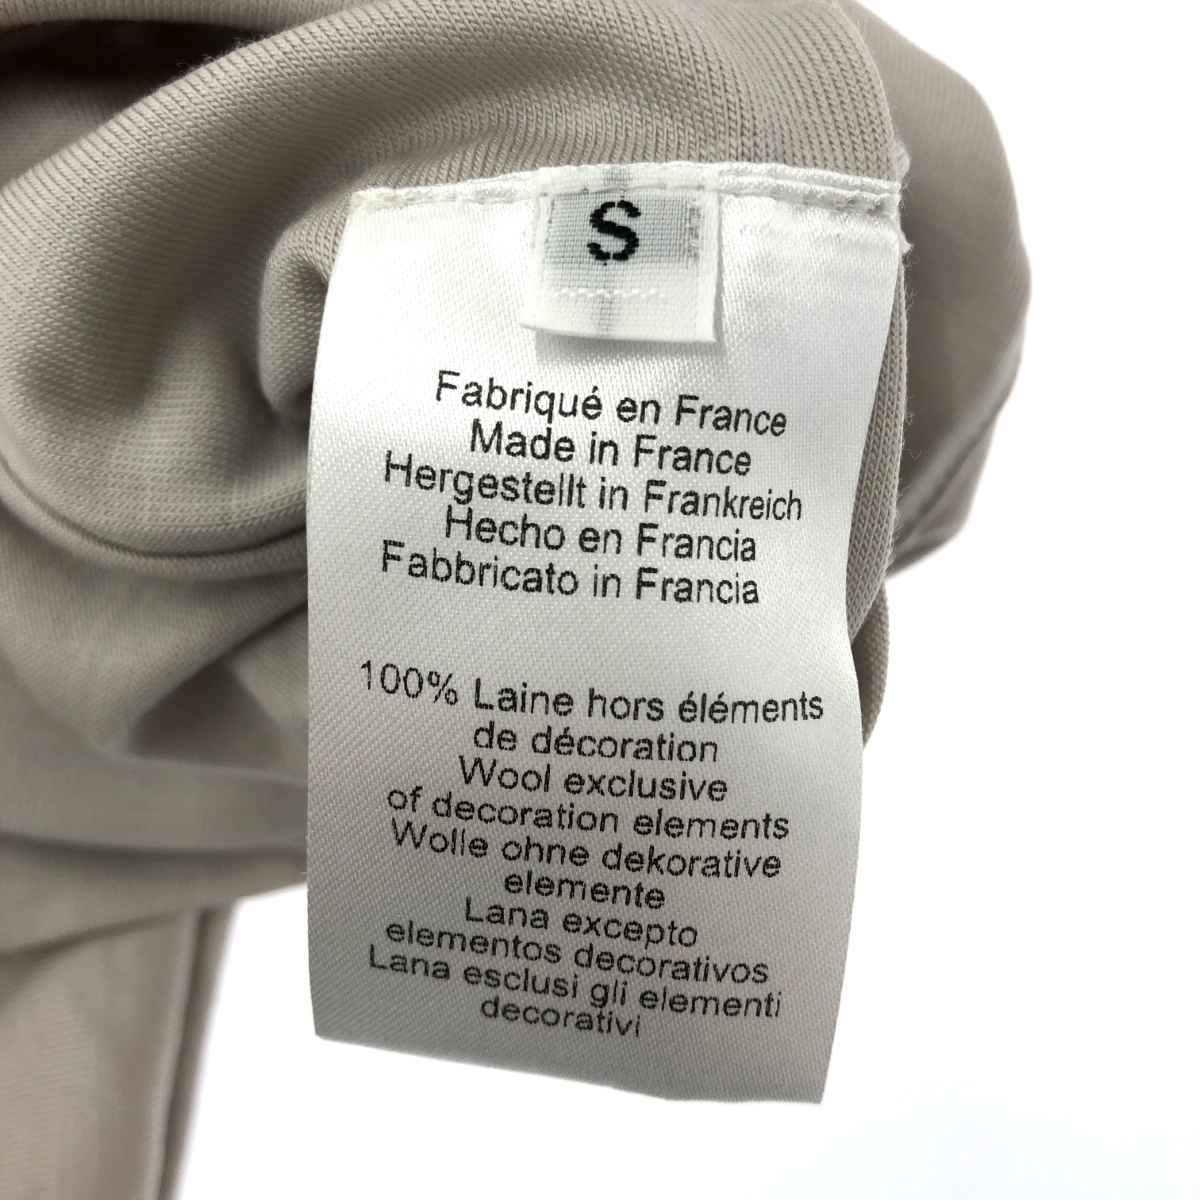 S
Fabriqué en France
Made in France
Hergestellt in Frankreich
Hecho en Francia
Fabbricato in Francia
100% Laine hors éléments
de décoration
Wool exclusive
of decoration elements
Wolle ohne dekorative
elemente
Lana excepto
elementos decorativos
Lana esclusi gli elementi
decorativi